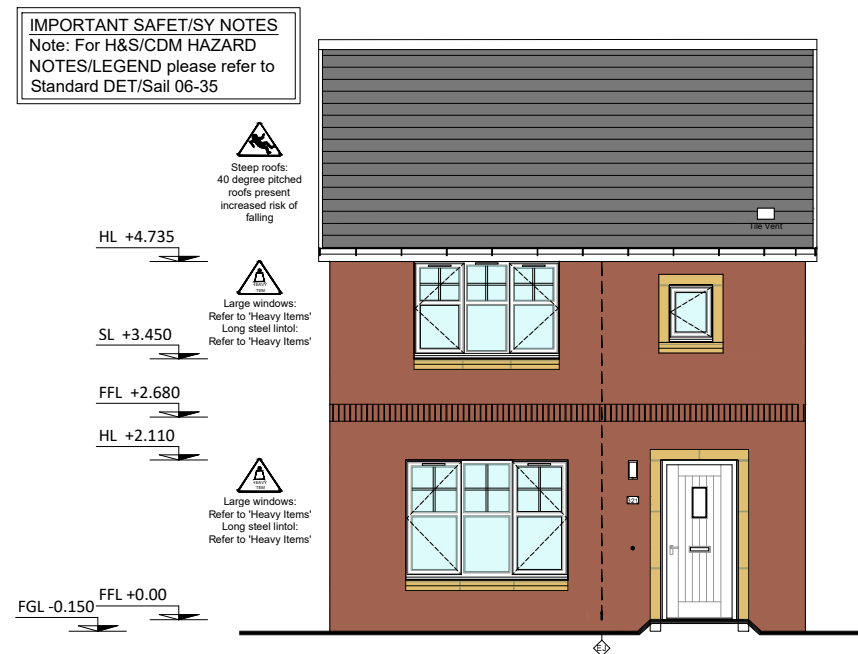 IMPORTANT SAFET/SY NOTES
Note: For H&S/CDM HAZARD
NOTES/LEGEND please refer to
Standard DET/Sail 06-35
Steep roofs:
40 degree pitched
roofs present
increased risk of
falling
Tile Vent
HL +4.735
HEAVY
ITEM
Large windows:
Refer to 'Heavy Items'
Long steel lintol:
Refer to 'Heavy Items'
SL +3.450
FFL +2.680
HL +2.110
HEAVY
ITEM
Large windows:
Refer to 'Heavy Items'
Long steel lintol:
Refer to 'Heavy Items'
FFL +0.00
FGL -0.150
EJ